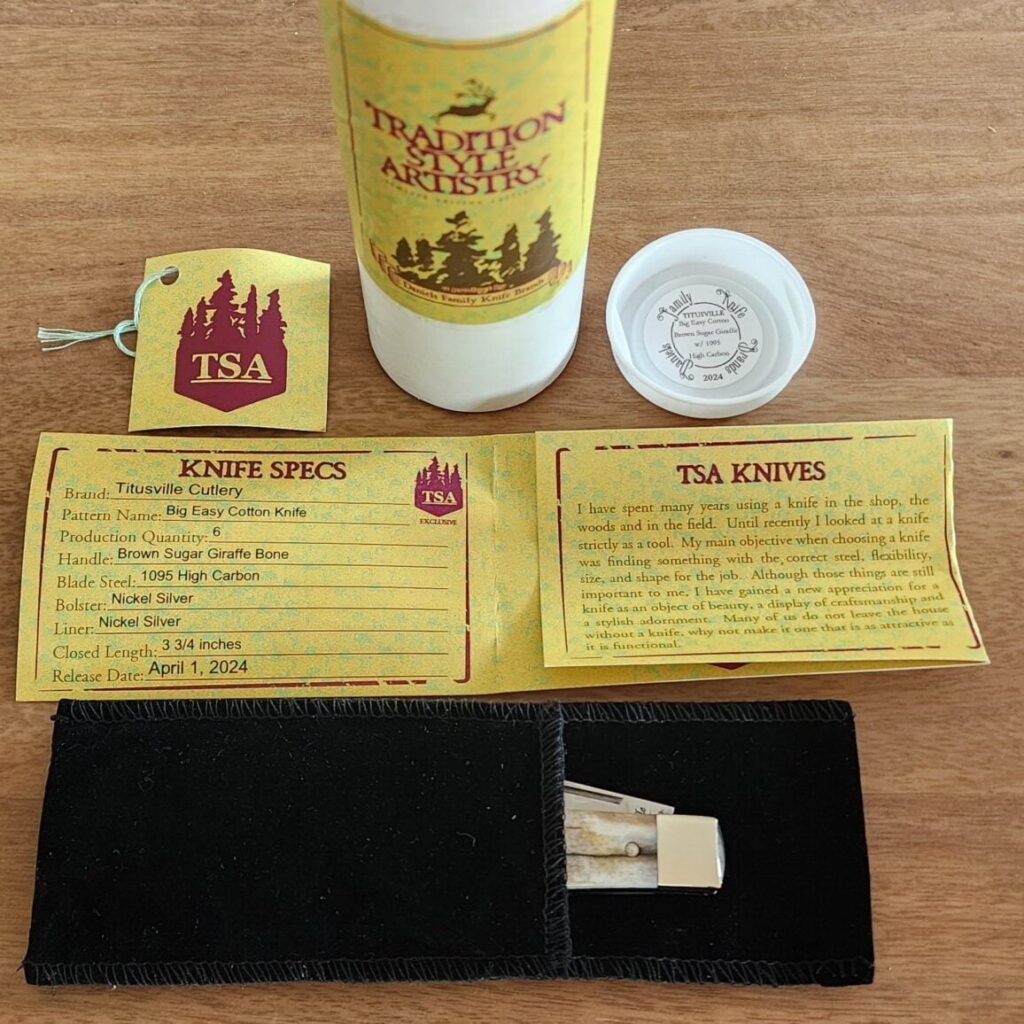 TRADITION
STYLE
ARTISTRY
Daniels Family Knife Brands
TSA
Family Knife
Brands
Daniels
TITUSVILLE
Big Easy Cotton
Brown Sugar Giraffe
w/ 1095
High Carbon
2024
KNIFE SPECS
TSA
EXCLUSIVE
Brand: Titusville Cutlery
Pattern Name: Big Easy Cotton Knife
Production Quantity: 6
Handle: Brown Sugar Giraffe Bone
Blade Steel: 1095 High Carbon
Bolster: Nickel Silver
Liner: Nickel Silver
Closed Length: 3 3/4 inches
Release Date: April 1, 2024
TSA KNIVES
I have spent many years using a knife in the shop, the
woods and in the field. Until recently I looked at a knife
strictly as a tool. My main objective when choosing a knife
was finding something with the correct steel, flexibility,
size, and shape for the job. Although those things are still
important to me, I have gained a new appreciation for a
knife as an object of beauty, a display of craftsmanship and
a stylish adornment. Many of us do not leave the house
without a knife, why not make it one that is as attractive as
it is functional.